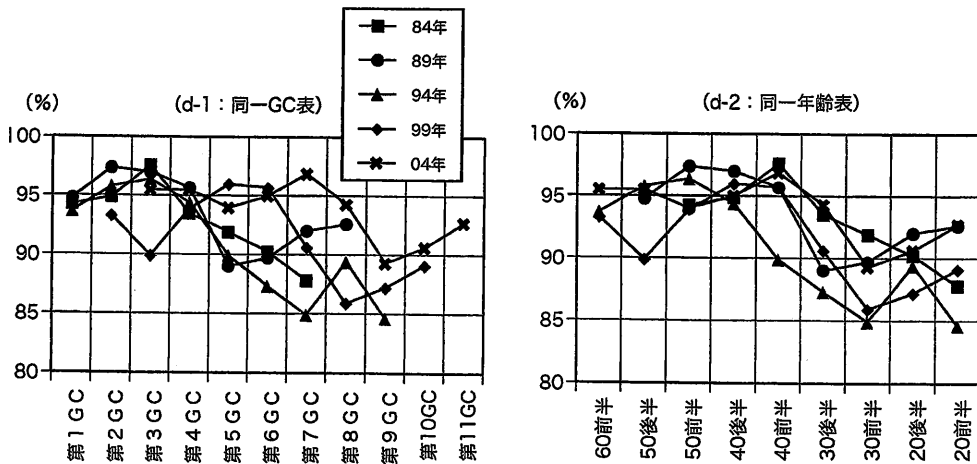 84年
89年
94年
99年
04年
(%)
(d-1：同一GC表)
100
95
90
85
80
第1GC
第2GC
第3GC
第4GC
第5GC
第6GC
第7GC
第8GC
第9GC
第10GC
第11GC
(%)
(d-2：同一年齢表)
100
95
90
85
80
60前半
50後半
50前半
40後半
40前半
30後半
30前半
20後半
20前半